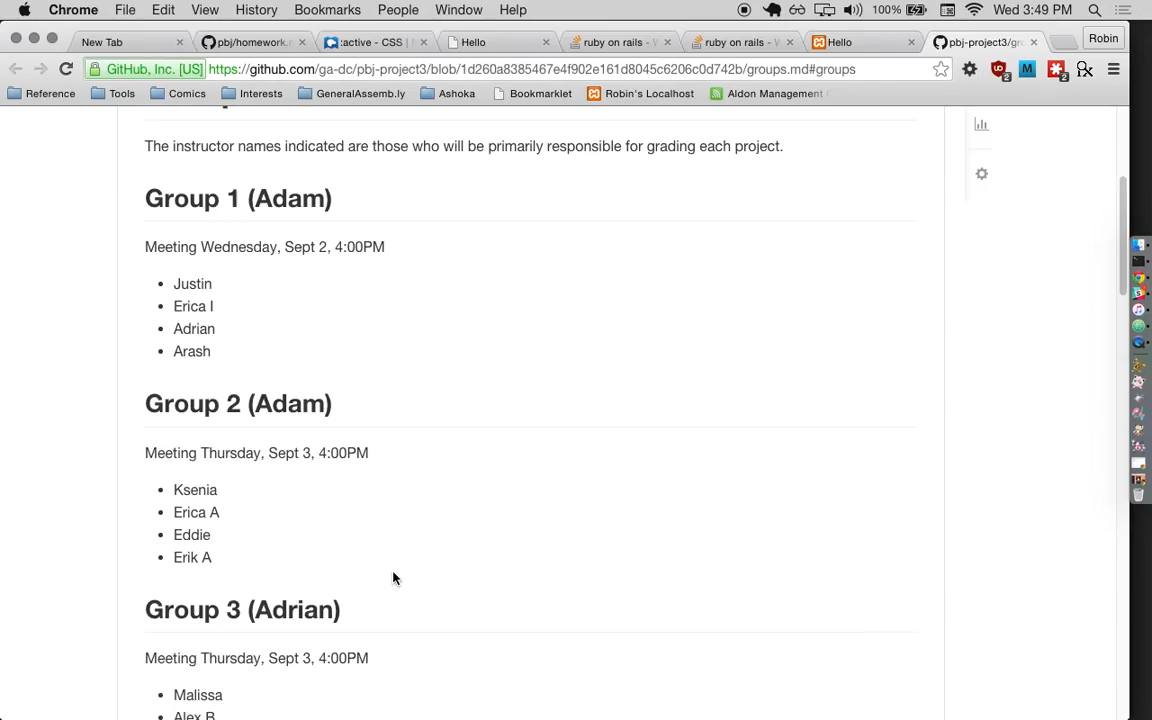 Chrome File Edit View History Bookmarks People Window Help 100% Wed 3:49 PM
New Tab pbj/homework. :active - CSS | Hello ruby on rails - ruby on rails - Hello pbj-project3/gr Robin
GitHub, Inc. [US] https://github.com/ga-dc/pbj-project3/blob/1d260a8385467e4f902e161d8045c6206c0d742b/groups.md#groups
Reference Tools Comics Interests GeneralAssemb.ly Ashoka Bookmarklet Robin's Localhost Aldon Management
The instructor names indicated are those who will be primarily responsible for grading each project.
Group 1 (Adam)
Meeting Wednesday, Sept 2, 4:00PM
• Justin
• Erica I
• Adrian
• Arash
Group 2 (Adam)
Meeting Thursday, Sept 3, 4:00PM
• Ksenia
• Erica A
• Eddie
• Erik A
Group 3 (Adrian)
Meeting Thursday, Sept 3, 4:00PM
• Malissa
• Alex B